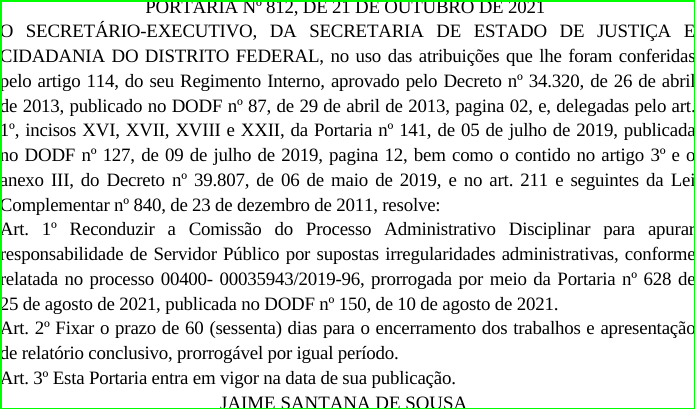 PORTARIA Nº 812, DE 21 DE OUTUBRO DE 2021
O SECRETÁRIO-EXECUTIVO, DA SECRETARIA DE ESTADO DE JUSTIÇA E
CIDADANIA DO DISTRITO FEDERAL, no uso das atribuições que lhe foram conferidas
pelo artigo 114, do seu Regimento Interno, aprovado pelo Decreto nº 34.320, de 26 de abril
de 2013, publicado no DODF nº 87, de 29 de abril de 2013, pagina 02, e, delegadas pelo art.
1º, incisos XVI, XVII, XVIII e XXII, da Portaria nº 141, de 05 de julho de 2019, publicada
no DODF nº 127, de 09 de julho de 2019, pagina 12, bem como o contido no artigo 3º e o
anexo III, do Decreto nº 39.807, de 06 de maio de 2019, e no art. 211 e seguintes da Lei
Complementar nº 840, de 23 de dezembro de 2011, resolve:
Art. 1º Reconduzir a Comissão do Processo Administrativo Disciplinar para apurar
responsabilidade de Servidor Público por supostas irregularidades administrativas, conforme
relatada no processo 00400- 00035943/2019-96, prorrogada por meio da Portaria nº 628 de
25 de agosto de 2021, publicada no DODF nº 150, de 10 de agosto de 2021.
Art. 2º Fixar o prazo de 60 (sessenta) dias para o encerramento dos trabalhos e apresentação
de relatório conclusivo, prorrogável por igual período.
Art. 3º Esta Portaria entra em vigor na data de sua publicação.
JAIME SANTANA DE SOUSA